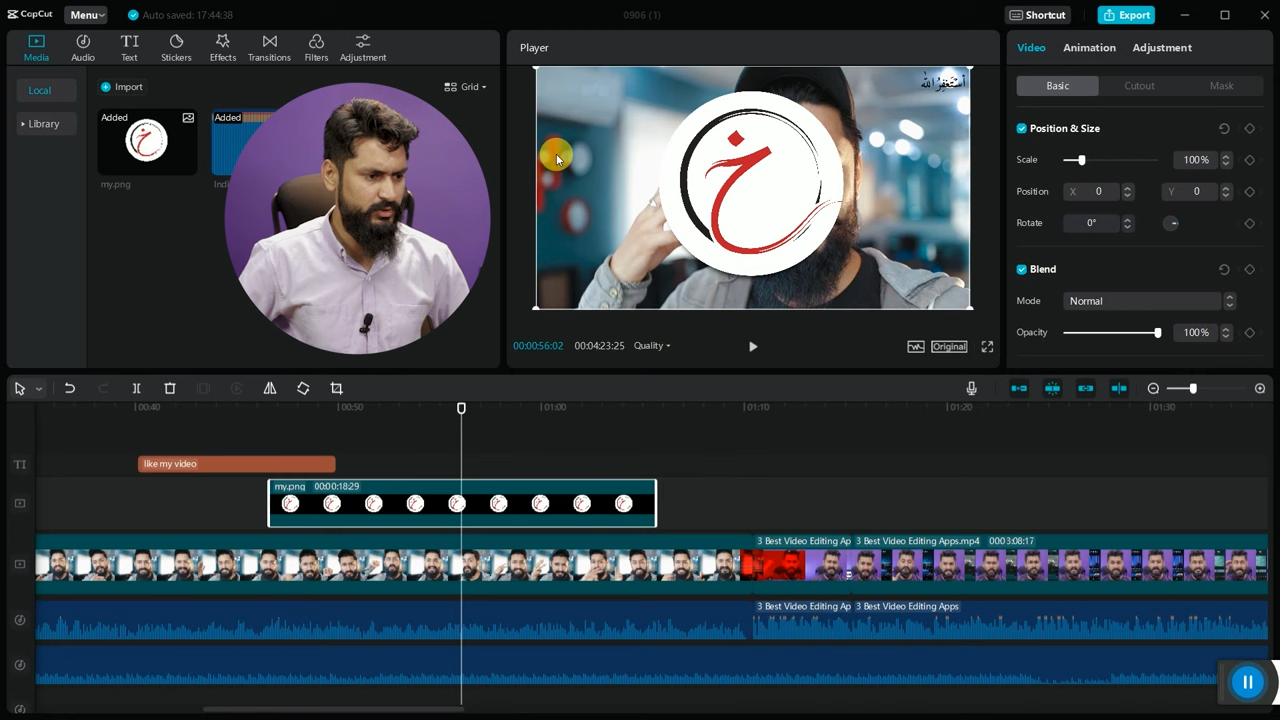 CapCut Menu Auto saved: 17:44:38 0906 (1) Shortcut Export
Media Audio Text Stickers Effects Transitions Filters Adjustment
Player
Video Animation Adjustment
Local
Import
Grid
Basic Cutout Mask
Library
Added
Added
my.png
Indi
أستغفر الله
خ
Position & Size
Scale 100%
Position X 0 Y 0
Rotate 0°
Blend
Mode Normal
Opacity 100%
00:00:56:02 00:04:23:25 Quality Original
00:40 00:50 01:00 01:10 01:20 01:30
TI
like my video
my.png 00:00:18:29
3 Best Video Editing Ap 3 Best Video Editing Apps.mp4 00:03:08:17
3 Best Video Editing Ap 3 Best Video Editing Apps